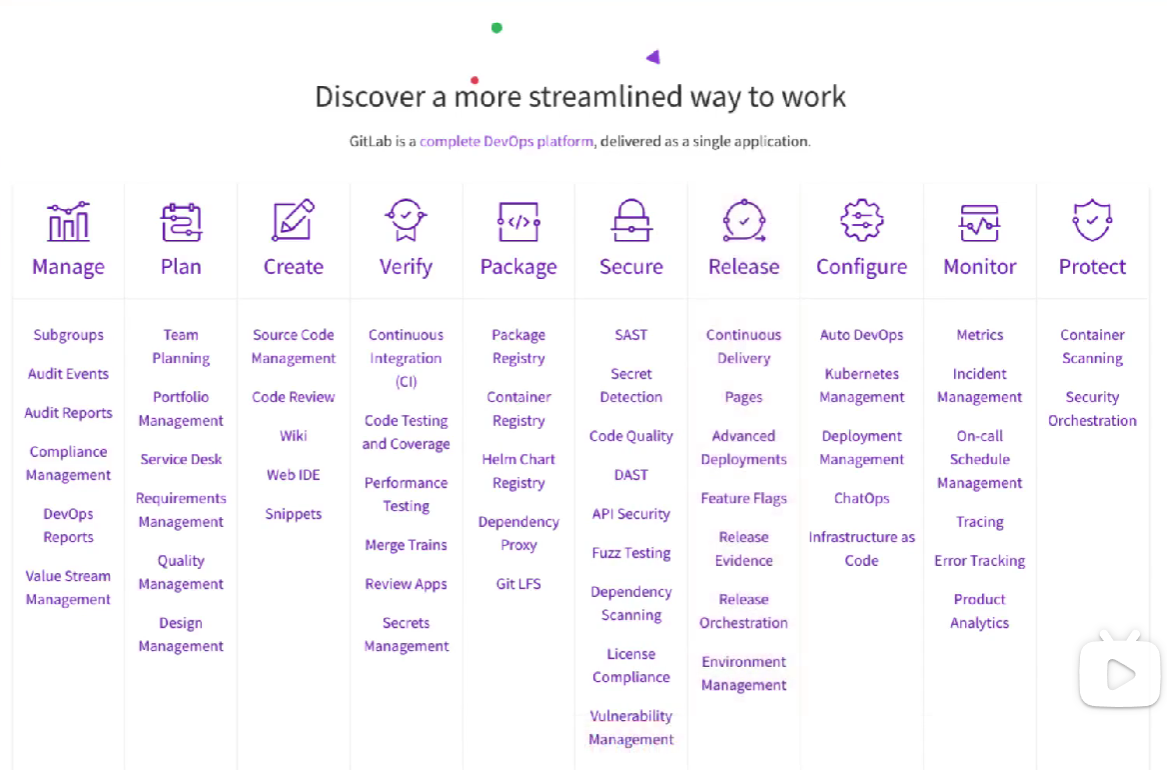 Discover a more streamlined way to work
GitLab is a complete DevOps platform, delivered as a single application.
Manage
Subgroups
Audit Events
Audit Reports
Compliance
Management
DevOps
Reports
Value Stream
Management
Plan
Team
Planning
Portfolio
Management
Service Desk
Requirements
Management
Quality
Management
Design
Management
Create
Source Code
Management
Code Review
Wiki
Web IDE
Snippets
Verify
Continuous
Integration
(CI)
Code Testing
and Coverage
Performance
Testing
Merge Trains
Review Apps
Secrets
Management
Package
</>
Package
Registry
Container
Registry
Helm Chart
Registry
Dependency
Proxy
Git LFS
Secure
SAST
Secret
Detection
Code Quality
DAST
API Security
Fuzz Testing
Dependency
Scanning
License
Compliance
Vulnerability
Management
Release
Continuous
Delivery
Pages
Advanced
Deployments
Feature Flags
Release
Evidence
Release
Orchestration
Environment
Management
Configure
Auto DevOps
Kubernetes
Management
Deployment
Management
ChatOps
Infrastructure as
Code
Monitor
Metrics
Incident
Management
On-call
Schedule
Management
Tracing
Error Tracking
Product
Analytics
Protect
Container
Scanning
Security
Orchestration